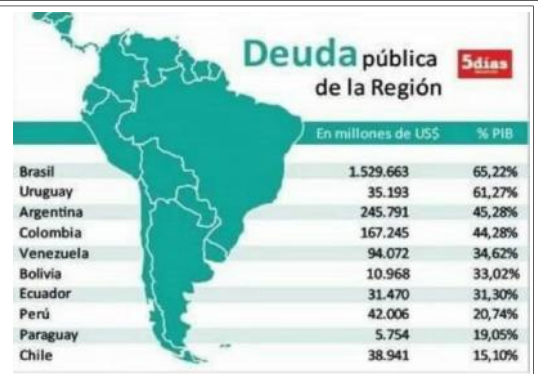 Deuda pública
de la Región
5días
En millones de US$ % PIB
Brasil 1.529.663 65,22%
Uruguay 35.193 61,27%
Argentina 245.791 45,28%
Colombia 167.245 44,28%
Venezuela 94.072 34,62%
Bolivia 10.968 33,02%
Ecuador 31.470 31,30%
Perú 42.006 20,74%
Paraguay 5.754 19,05%
Chile 38.941 15,10%